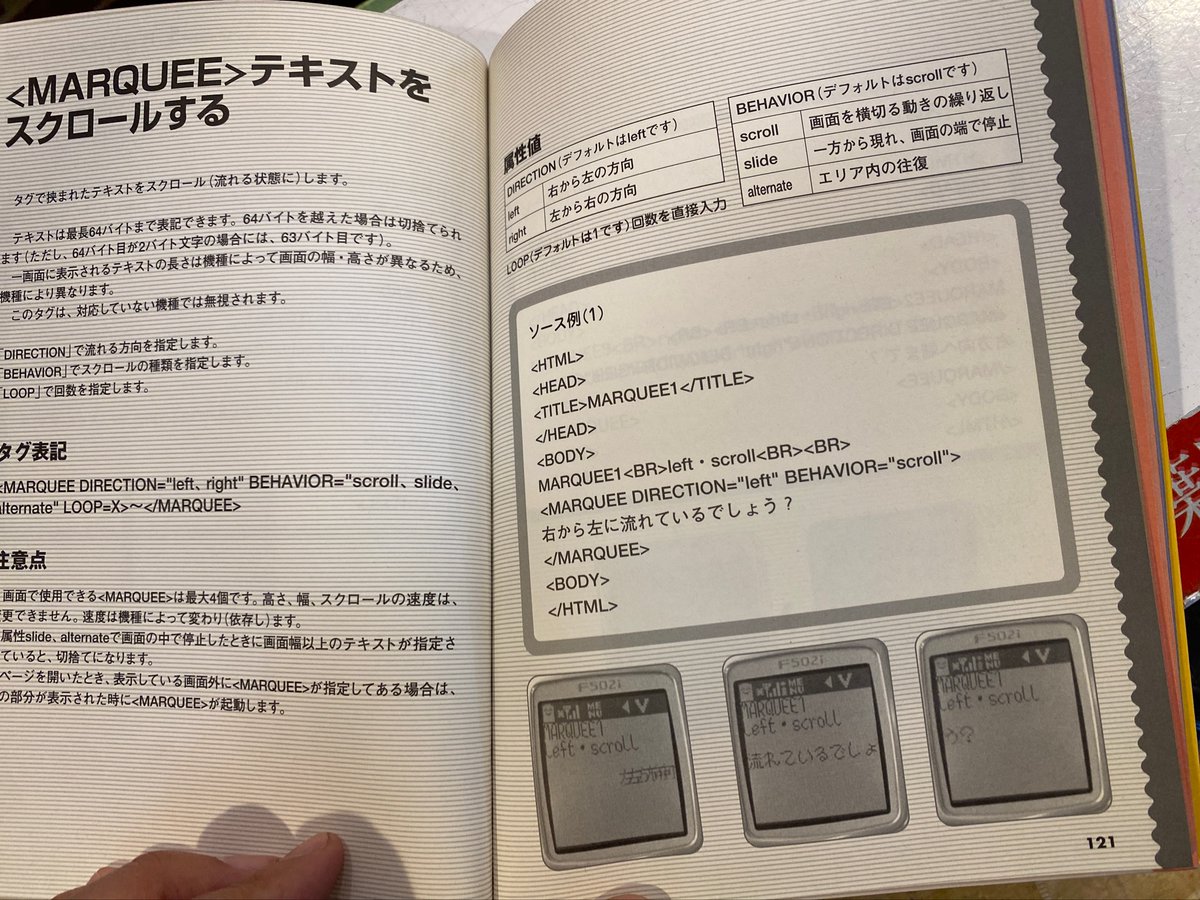 <MARQUEE>テキストを
スクロールする
タグで挟まれたテキストをスクロール(流れる状態に)します。
テキストは最長64バイトまで表記できます。64バイトを越えた場合は切捨てられ
ます(ただし、64バイト目が2バイト文字の場合には、63バイト目です)。
一画面に表示されるテキストの長さは機種によって画面の幅・高さが異なるため、
機種により異なります。
このタグは、対応していない機種では無視されます。
「DIRECTION」で流れる方向を指定します。
「BEHAVIOR」でスクロールの種類を指定します。
「LOOP」で回数を指定します。
タグ表記
<MARQUEE DIRECTION="left、right" BEHAVIOR="scroll、slide、
alternate" LOOP=X>〜</MARQUEE>
注意点
画面で使用できる<MARQUEE>は最大4個です。高さ、幅、スクロールの速度は、
変更できません。速度は機種によって変わり(依存し)ます。
属性slide、alternateで画面の中で停止したときに画面幅以上のテキストが指定さ
ていると、切捨てになります。
ページを開いたとき、表示している画面外に<MARQUEE>が指定してある場合は、
の部分が表示された時に<MARQUEE>が起動します。
属性値
DIRECTION(デフォルトはleftです)
left 右から左の方向
right 左から右の方向
BEHAVIOR(デフォルトはscrollです)
scroll 画面を横切る動きの繰り返し
slide 一方から現れ、画面の端で停止
alternate エリア内の往復
LOOP(デフォルトは1です)回数を直接入力
ソース例(1)
<HTML>
<HEAD>
<TITLE>MARQUEE1</TITLE>
</HEAD>
<BODY>
MARQUEE1<BR>left・scroll<BR><BR>
<MARQUEE DIRECTION="left" BEHAVIOR="scroll">
右から左に流れているでしょう?
</MARQUEE>
<BODY>
</HTML>
F502i
ME
NU
MARQUEE1
left・scroll
F502i
ME
NU
MARQUEE1
left・scroll
流れているでしょ
F502i
ME
NU
MARQUEE1
left・scroll
う?
121